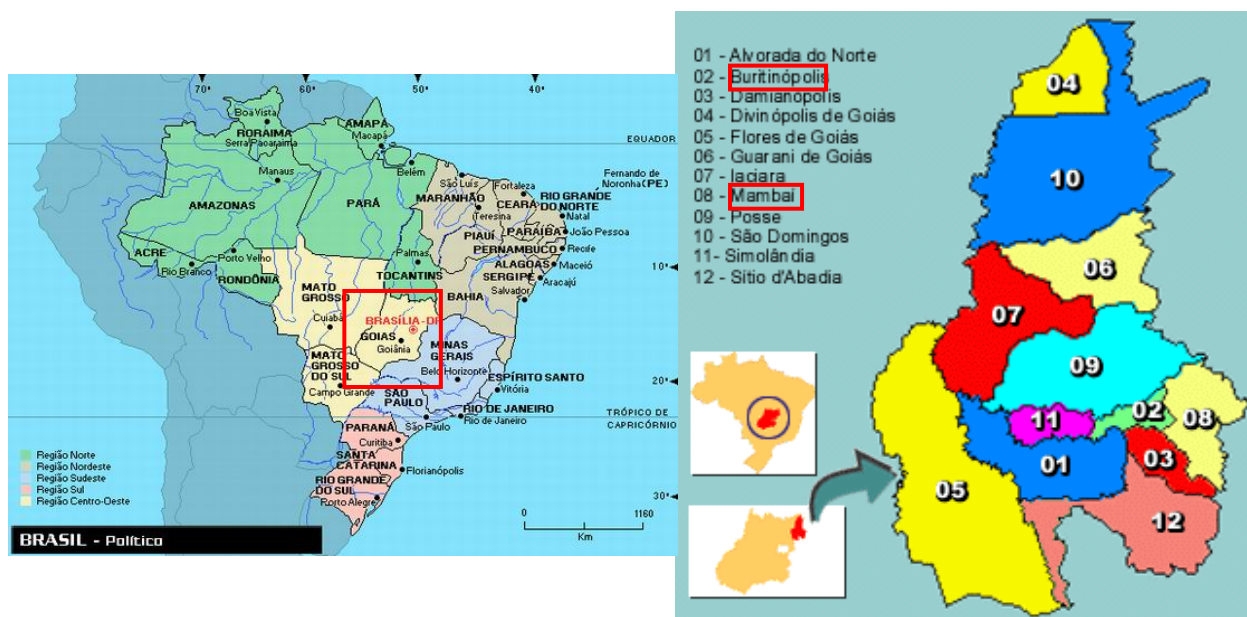 70°
60°
50°
40°
Boa Vista
RORAIMA
Serra Pacaraima
AMAPÁ
Macapá
EQUADOR
Manaus
Belém
São Luís
Fortaleza
Fernando de
Noronha(PE)
AMAZONAS
PARÁ
MARANHÃO
Teresina
CEARÁ
RIO GRANDE
DO NORTE
Natal
PIAUÍ
PARAÍBA
João Pessoa
PERNAMBUCO
Recife
ACRE
Porto Velho
Rio Branco
RONDÔNIA
Palmas
TOCANTINS
ALAGOAS
Maceió
SERGIPE
Aracajú
10°
MATO
GROSSO
BAHIA
Salvador
Cuiabá
BRASÍLIA-DF
GOIAS
Goiânia
MINAS
GERAIS
Belo Horizonte
MATO
GROSSO
DO SUL
Campo Grande
ESPÍRITO SANTO
Vitória
20°
SÃO
PAULO
São Paulo
RIO DE JANEIRO
Rio de Janeiro
TRÓPICO DE
CAPRICÓRNIO
PARANÁ
Curitiba
SANTA
CATARINA
Florianópolis
RIO GRANDE
DO SUL
Porto Alegre
30°
Região Norte
Região Nordeste
Região Sudeste
Região Sul
Região Centro-Oeste
0
1160
Km
BRASIL - Político
01 - Alvorada do Norte
02 - Buritinópolis
03 - Damianópolis
04 - Divinópolis de Goiás
05 - Flores de Goiás
06 - Guarani de Goiás
07 - Iaciara
08 - Mambaí
09 - Posse
10 - São Domingos
11- Simolândia
12 - Sítio d'Abadia
04
10
06
07
09
11
02
08
01
03
05
12